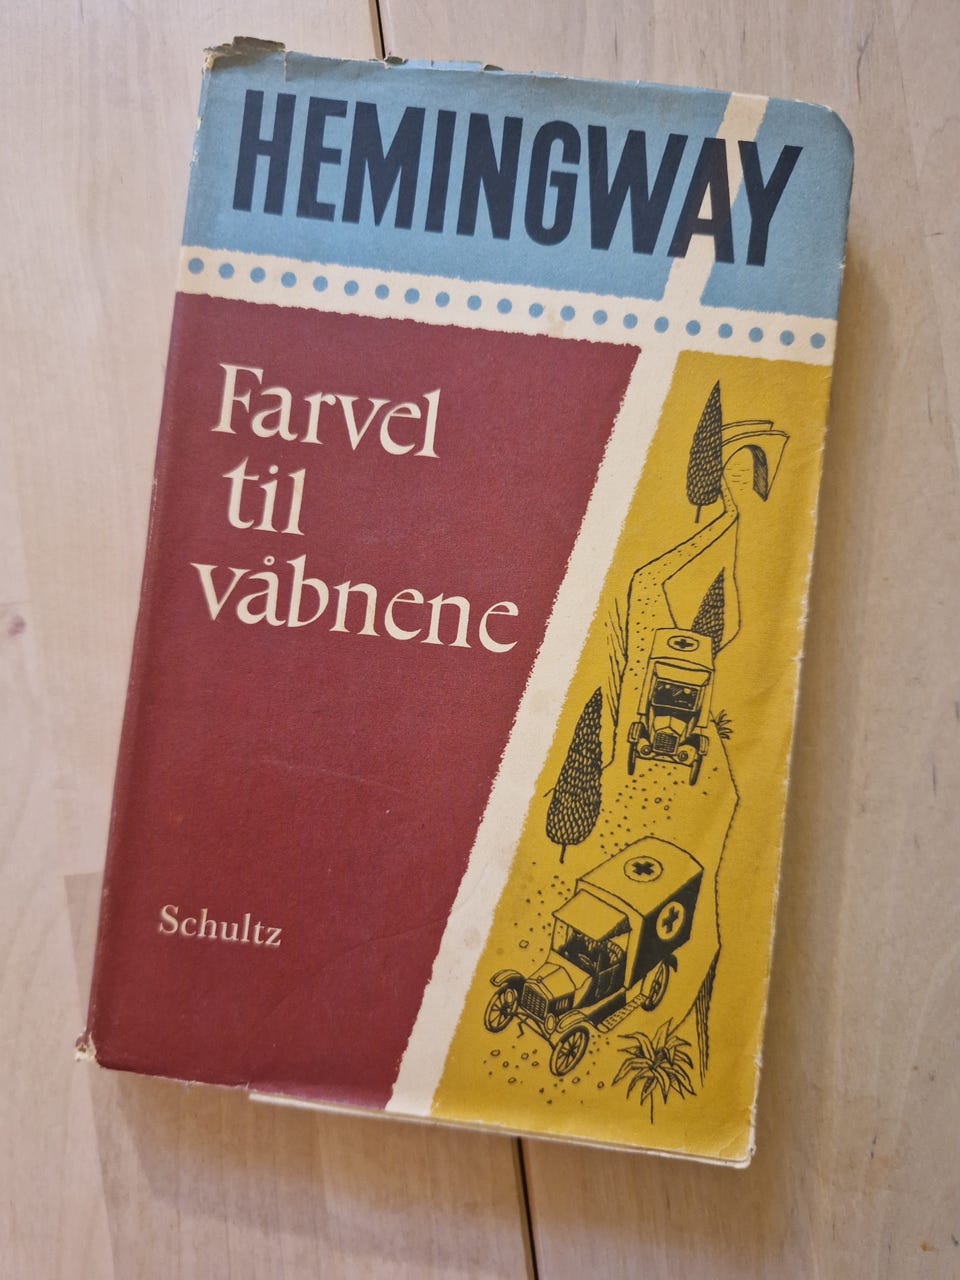 HEMINGWAY
Farvel
til
våbnene
Schultz